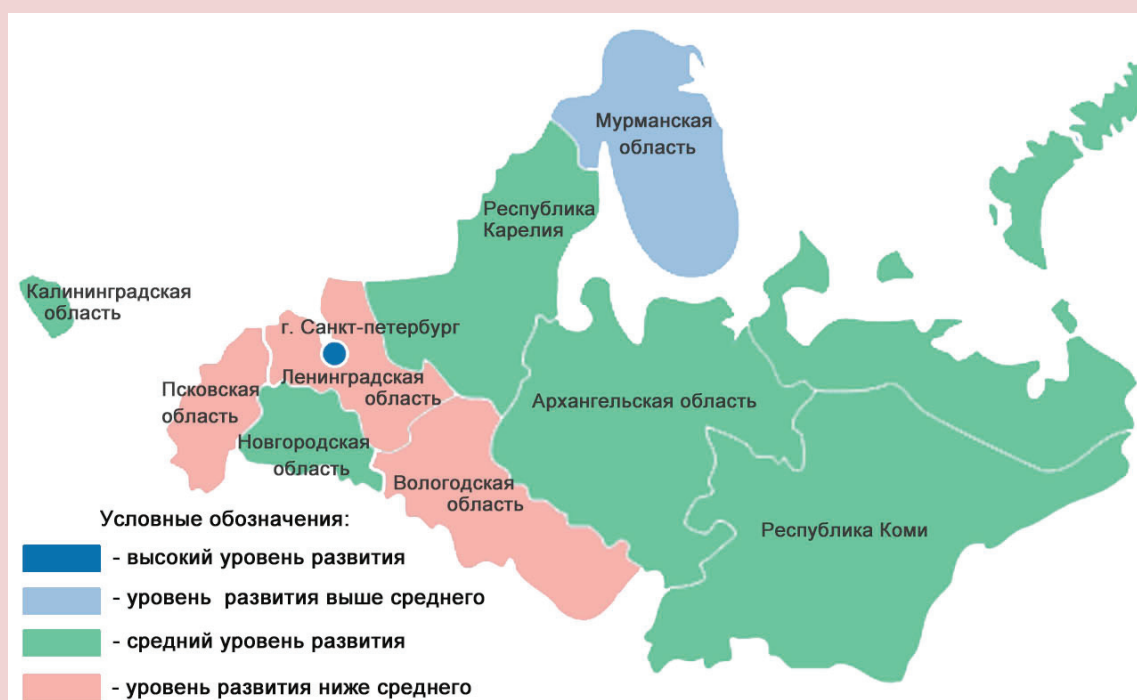 Мурманская
область
Республика
Карелия
Калининградская
область
г. Санкт-петербург
Псковская
область
Ленинградская
область
Архангельская область
Новгородская
область
Вологодская
область
Республика Коми
Условные обозначения:
- высокий уровень развития
- уровень развития выше среднего
- средний уровень развития
- уровень развития ниже среднего